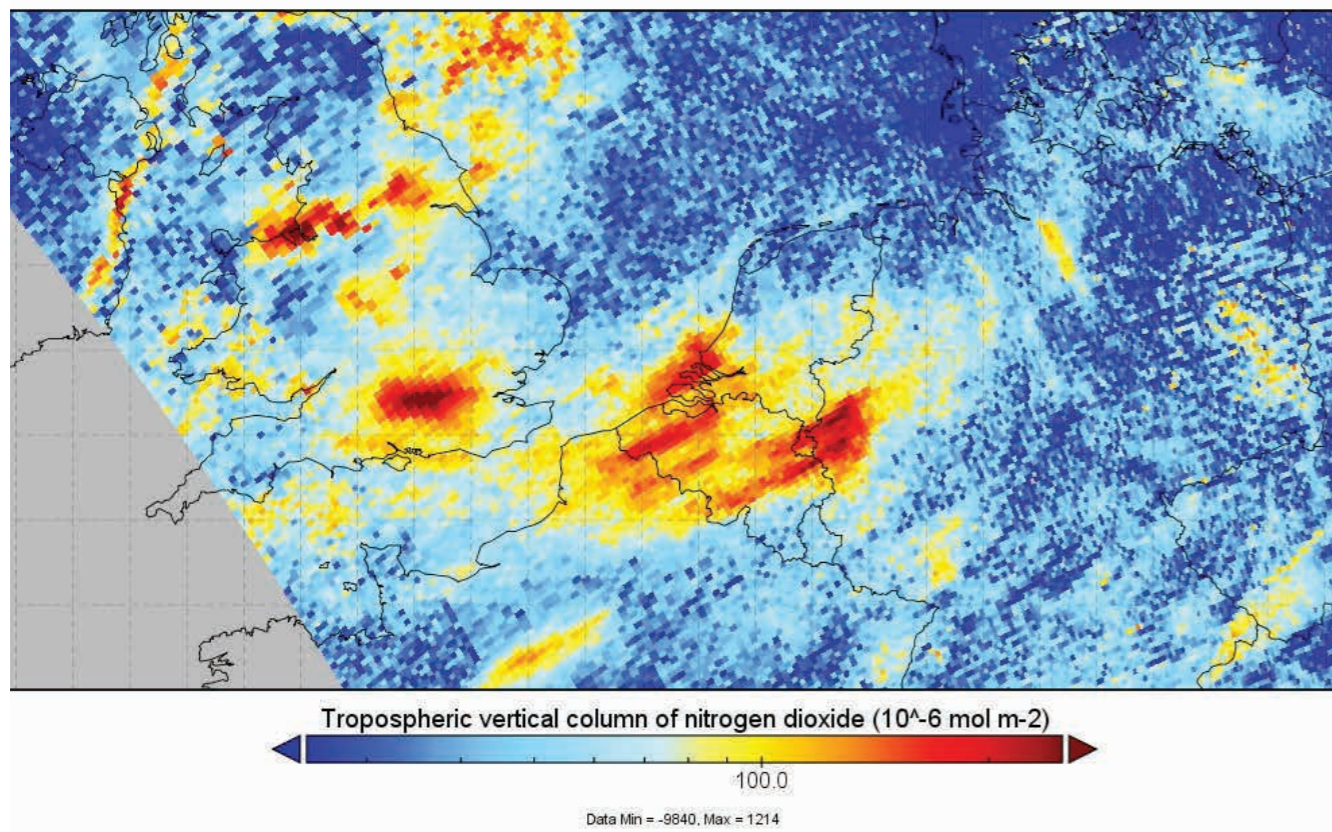 Tropospheric vertical column of nitrogen dioxide (10^-6 mol m-2)
100.0
Data Min = -9840, Max = 1214